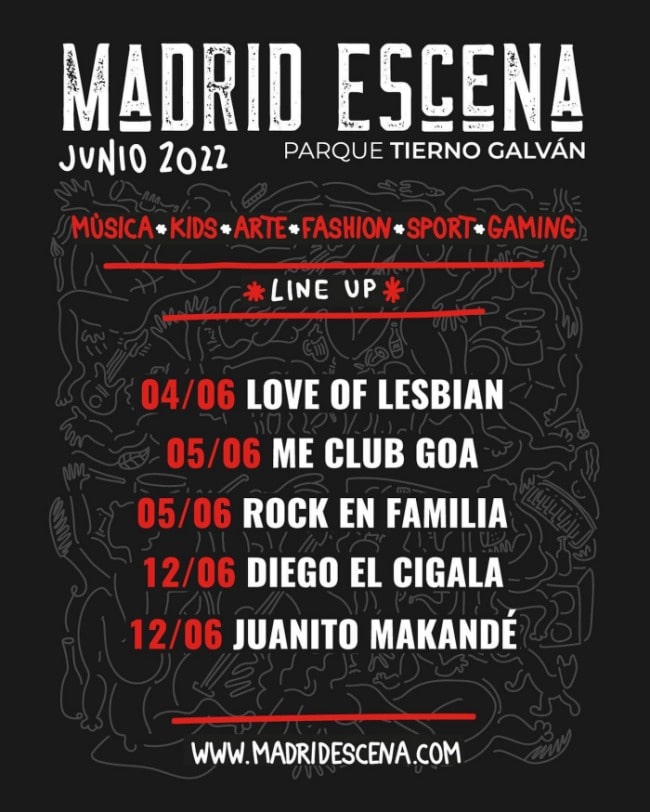 MADRID ESCENA
JUNIO 2022 PARQUE TIERNO GALVÁN
MÚSICA*KIDS*ARTE*FASHION*SPORT*GAMING
*LINE UP*
04/06 LOVE OF LESBIAN
05/06 ME CLUB GOA
05/06 ROCK EN FAMILIA
12/06 DIEGO EL CIGALA
12/06 JUANITO MAKANDÉ
WWW.MADRIDESCENA.COM